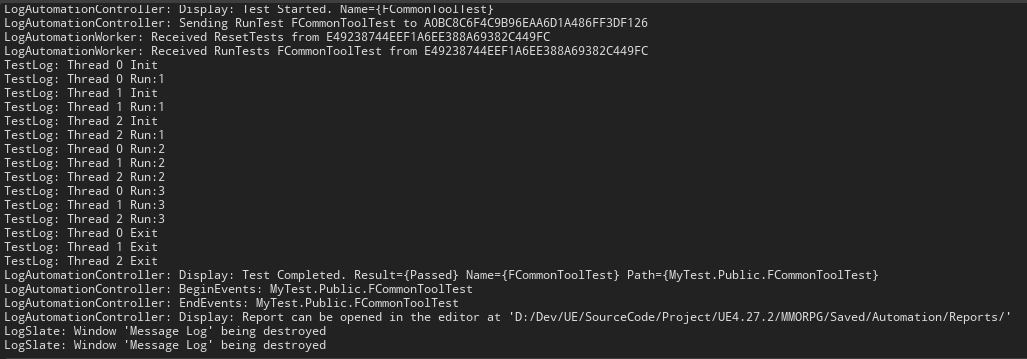 LogAutomationController: Display: Test Started. Name={FCommonToolTest}
LogAutomationController: Sending RunTest FCommonToolTest to A0BC8C6F4C9B96EAA6D1A486FF3DF126
LogAutomationWorker: Received ResetTests from E49238744EEF1A6EE388A69382C449FC
LogAutomationWorker: Received RunTests FCommonToolTest from E49238744EEF1A6EE388A69382C449FC
TestLog: Thread 0 Init
TestLog: Thread 0 Run:1
TestLog: Thread 1 Init
TestLog: Thread 1 Run:1
TestLog: Thread 2 Init
TestLog: Thread 2 Run:1
TestLog: Thread 0 Run:2
TestLog: Thread 1 Run:2
TestLog: Thread 2 Run:2
TestLog: Thread 0 Run:3
TestLog: Thread 1 Run:3
TestLog: Thread 2 Run:3
TestLog: Thread 0 Exit
TestLog: Thread 1 Exit
TestLog: Thread 2 Exit
LogAutomationController: Display: Test Completed. Result={Passed} Name={FCommonToolTest} Path={MyTest.Public.FCommonToolTest}
LogAutomationController: BeginEvents: MyTest.Public.FCommonToolTest
LogAutomationController: EndEvents: MyTest.Public.FCommonToolTest
LogAutomationController: Display: Report can be opened in the editor at 'D:/Dev/UE/SourceCode/Project/UE4.27.2/MMORPG/Saved/Automation/Reports/'
LogSlate: Window 'Message Log' being destroyed
LogSlate: Window 'Message Log' being destroyed